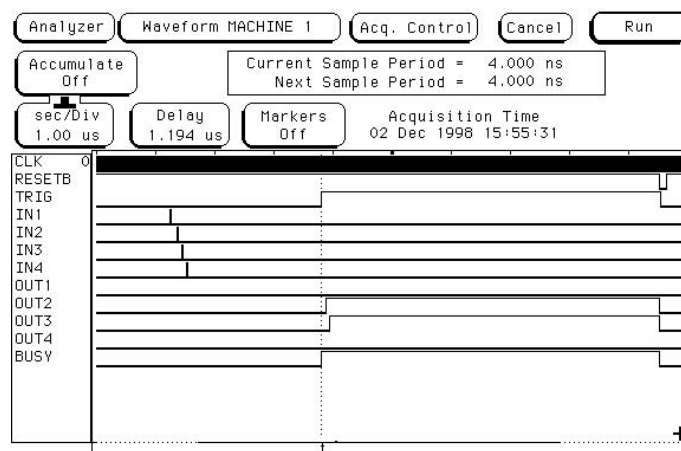 Analyzer Waveform MACHINE 1 Acq. Control Cancel Run
Accumulate
Off
Current Sample Period = 4.000 ns
Next Sample Period = 4.000 ns
sec/Div
1.00 us
Delay
1.194 us
Markers
Off
Acquisition Time
02 Dec 1998 15:55:31
CLK 0
RESETB
TRIG
IN1
IN2
IN3
IN4
OUT1
OUT2
OUT3
OUT4
BUSY